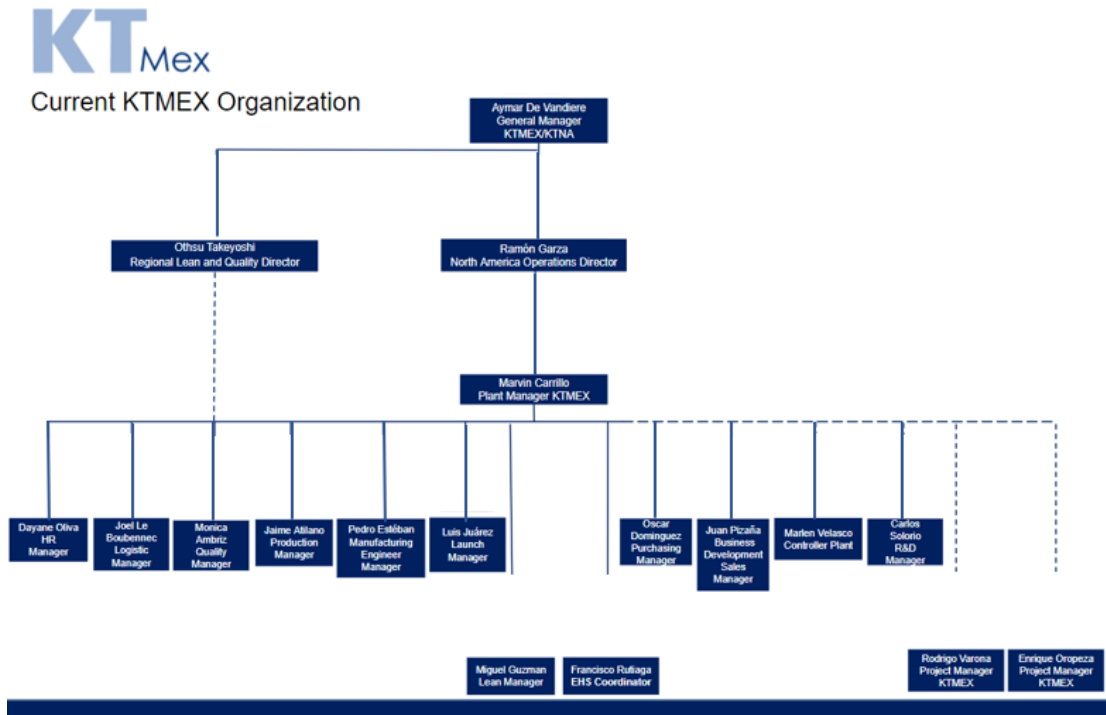 KTMex
Current KTMEX Organization
Aymar De Vandiere
General Manager
KTMEX/KTNA
Othsu Takeyoshi
Regional Lean and Quality Director
Ramón Garza
North America Operations Director
Marvin Carrillo
Plant Manager KTMEX
Dayane Oliva
HR
Manager
Joel Le
Boubennec
Logistic
Manager
Monica
Ambriz
Quality
Manager
Jaime Atilano
Production
Manager
Pedro Estéban
Manufacturing
Engineer
Manager
Luis Juárez
Launch
Manager
Oscar
Dominguez
Purchasing
Manager
Juan Pizaña
Business
Development
Sales
Manager
Marlen Velasco
Controller Plant
Carlos
Solorio
R&D
Manager
Miguel Guzman
Lean Manager
Francisco Rutiaga
EHS Coordinator
Rodrigo Varona
Project Manager
KTMEX
Enrique Oropeza
Project Manager
KTMEX